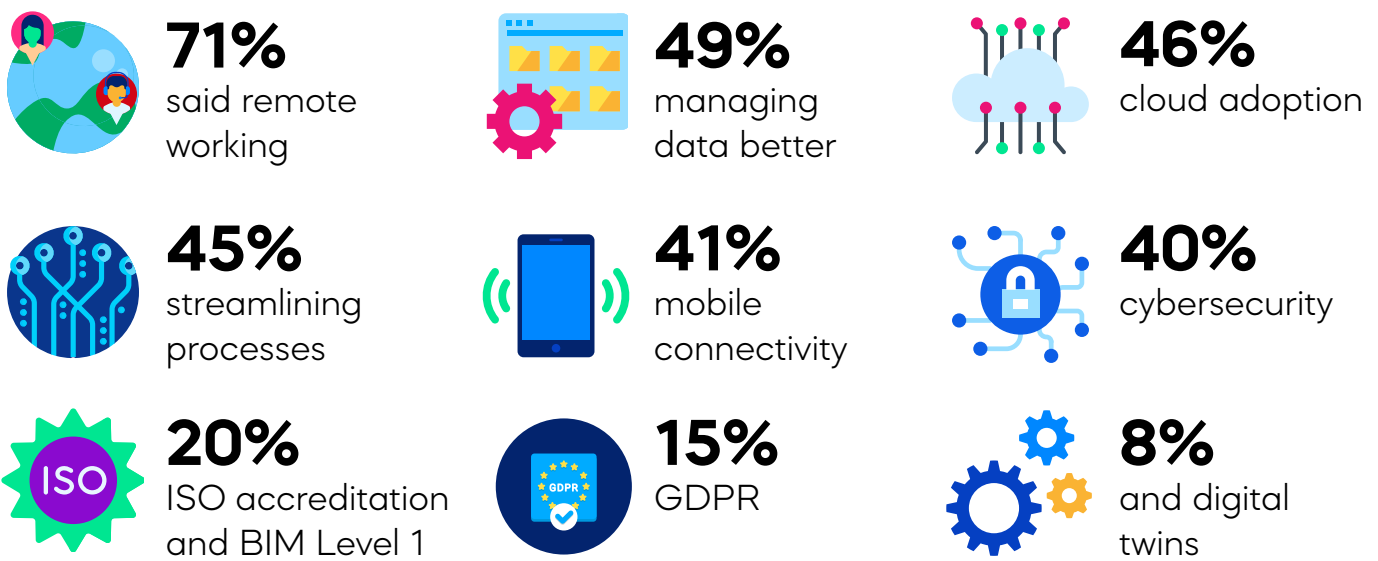 71%
said remote
working
49%
managing
data better
46%
cloud adoption
45%
streamlining
processes
41%
mobile
connectivity
40%
cybersecurity
ISO
20%
ISO accreditation
and BIM Level 1
GDPR
15%
GDPR
8%
and digital
twins